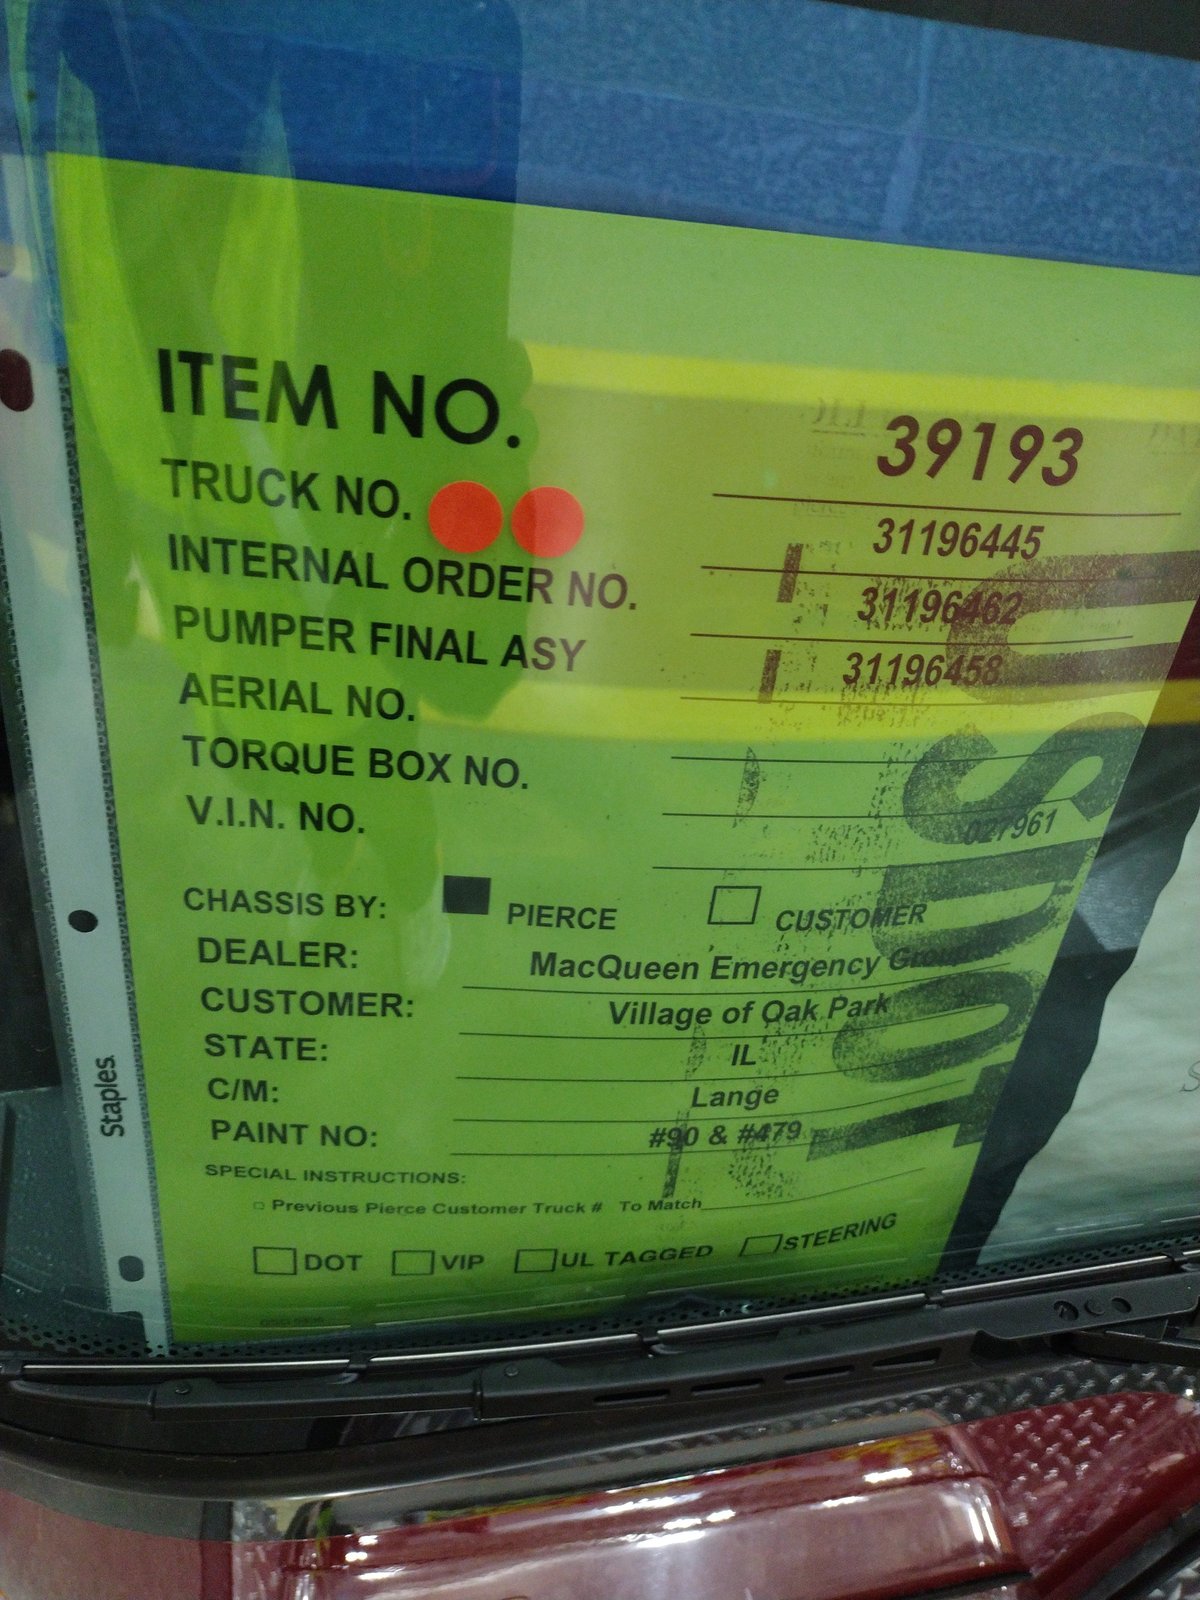 ITEM NO. 39193
TRUCK NO. 31196445
INTERNAL ORDER NO. 31196462
PUMPER FINAL ASY 31196458
AERIAL NO.
TORQUE BOX NO.
V.I.N. NO. 027961
CHASSIS BY: PIERCE CUSTOMER
DEALER: MacQueen Emergency Group
CUSTOMER: Village of Oak Park
STATE: IL
C/M: Lange
PAINT NO: #90 & #479
SPECIAL INSTRUCTIONS:
Previous Pierce Customer Truck # To Match
DOT VIP UL TAGGED STEERING
Staples